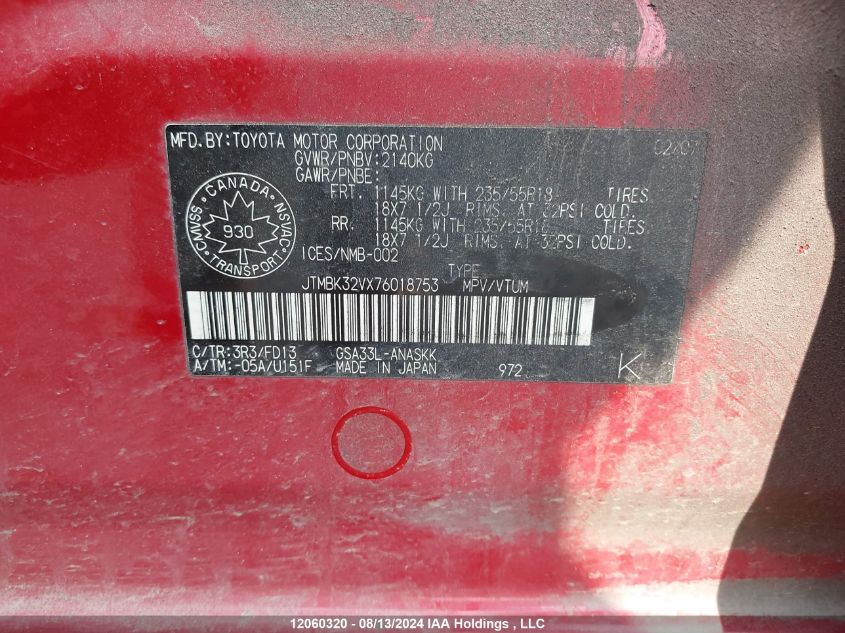 MFD.BY:TOYOTA MOTOR CORPORATION 02/07
GVWR/PNBV:2140KG
GAWR/PNBE:
FRT. 1145KG WITH 235/55R18 TIRES
18X7 1/2J RIMS. AT 32PSI COLD.
RR. 1145KG WITH 235/55R18 TIRES
18X7 1/2J RIMS. AT 32PSI COLD.
ICES/NMB-002
CANADA
CMVSS 930 NSVAC
TRANSPORT
TYPE
JTMBK32VX76018753 MPV/VTUM
C/TR:3R3/FD13 GSA33L-ANASKK
A/TM:-05A/U151F MADE IN JAPAN 972 K
12060320 - 08/13/2024 IAA Holdings , LLC